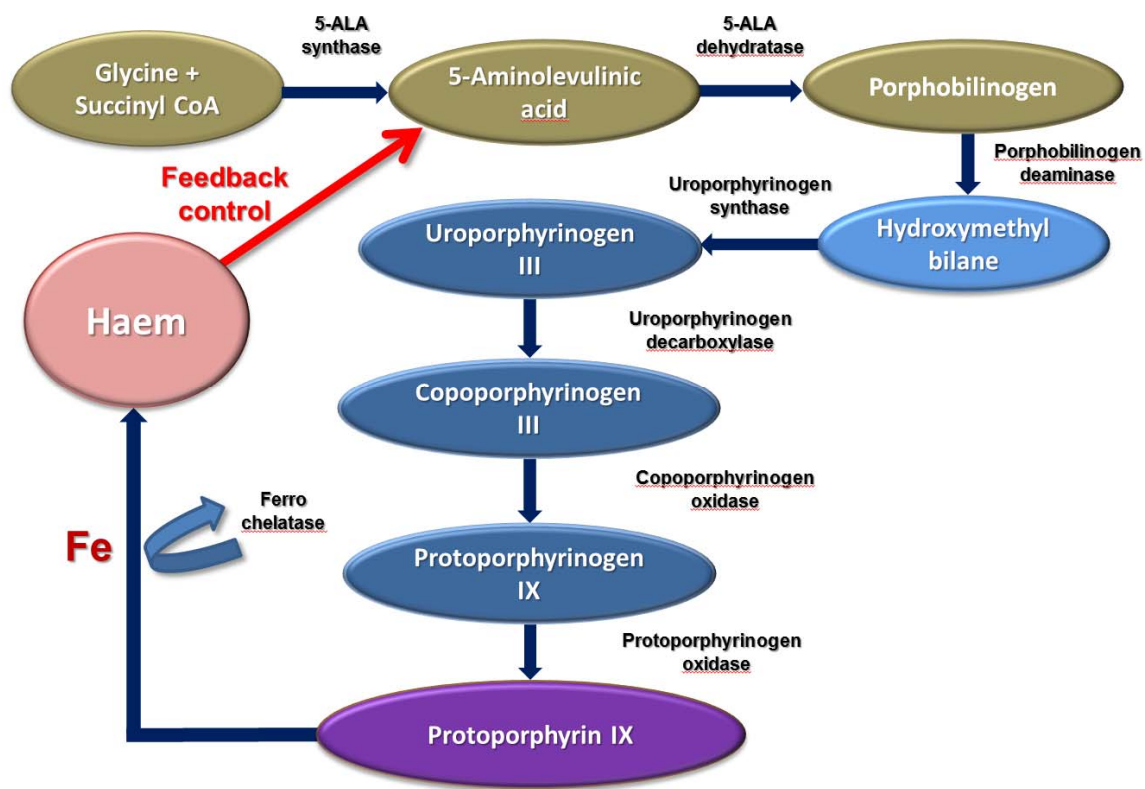 5-ALA
synthase
5-ALA
dehydratase
Glycine +
Succinyl CoA
5-Aminolevulinic
acid
Porphobilinogen
Feedback
control
Porphobilinogen
deaminase
Uroporphyrinogen
synthase
Hydroxymethyl
bilane
Uroporphyrinogen
III
Haem
Uroporphyrinogen
decarboxylase
Copoporphyrinogen
III
Copoporphyrinogen
oxidase
Ferro
chelatase
Fe
Protoporphyrinogen
IX
Protoporphyrinogen
oxidase
Protoporphyrin IX